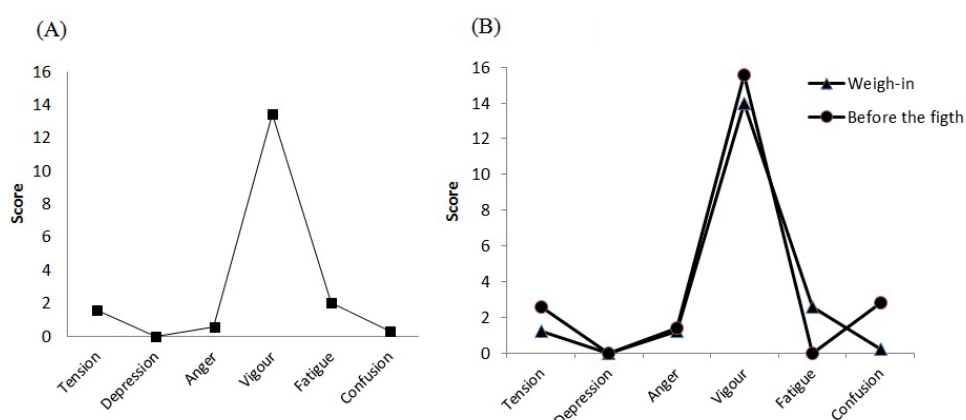 (A)
Score
16
14
12
10
8
6
4
2
0
Tension
Depression
Anger
Vigour
Fatigue
Confusion
(B)
Score
16
14
12
10
8
6
4
2
0
Tension
Depression
Anger
Vigour
Fatigue
Confusion
Weigh-in
Before the figth